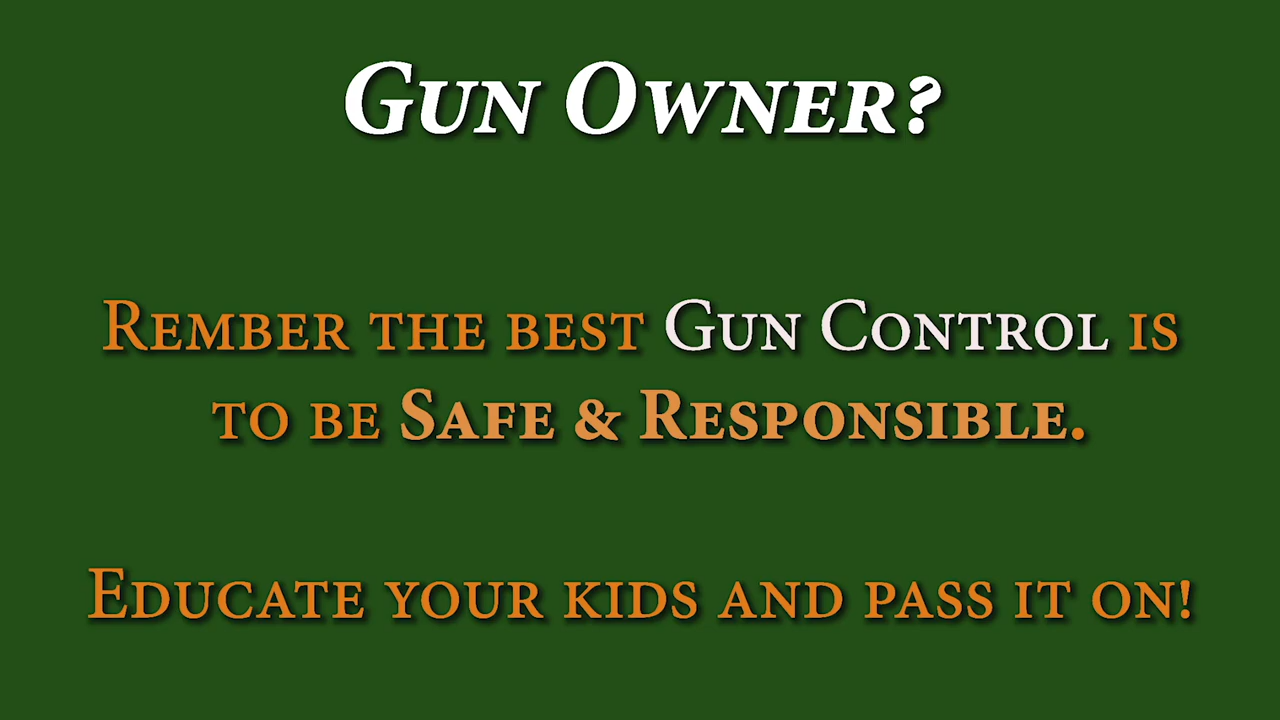 Gun Owner?
Rember the best Gun Control is
to be Safe & Responsible.
Educate your kids and pass it on!